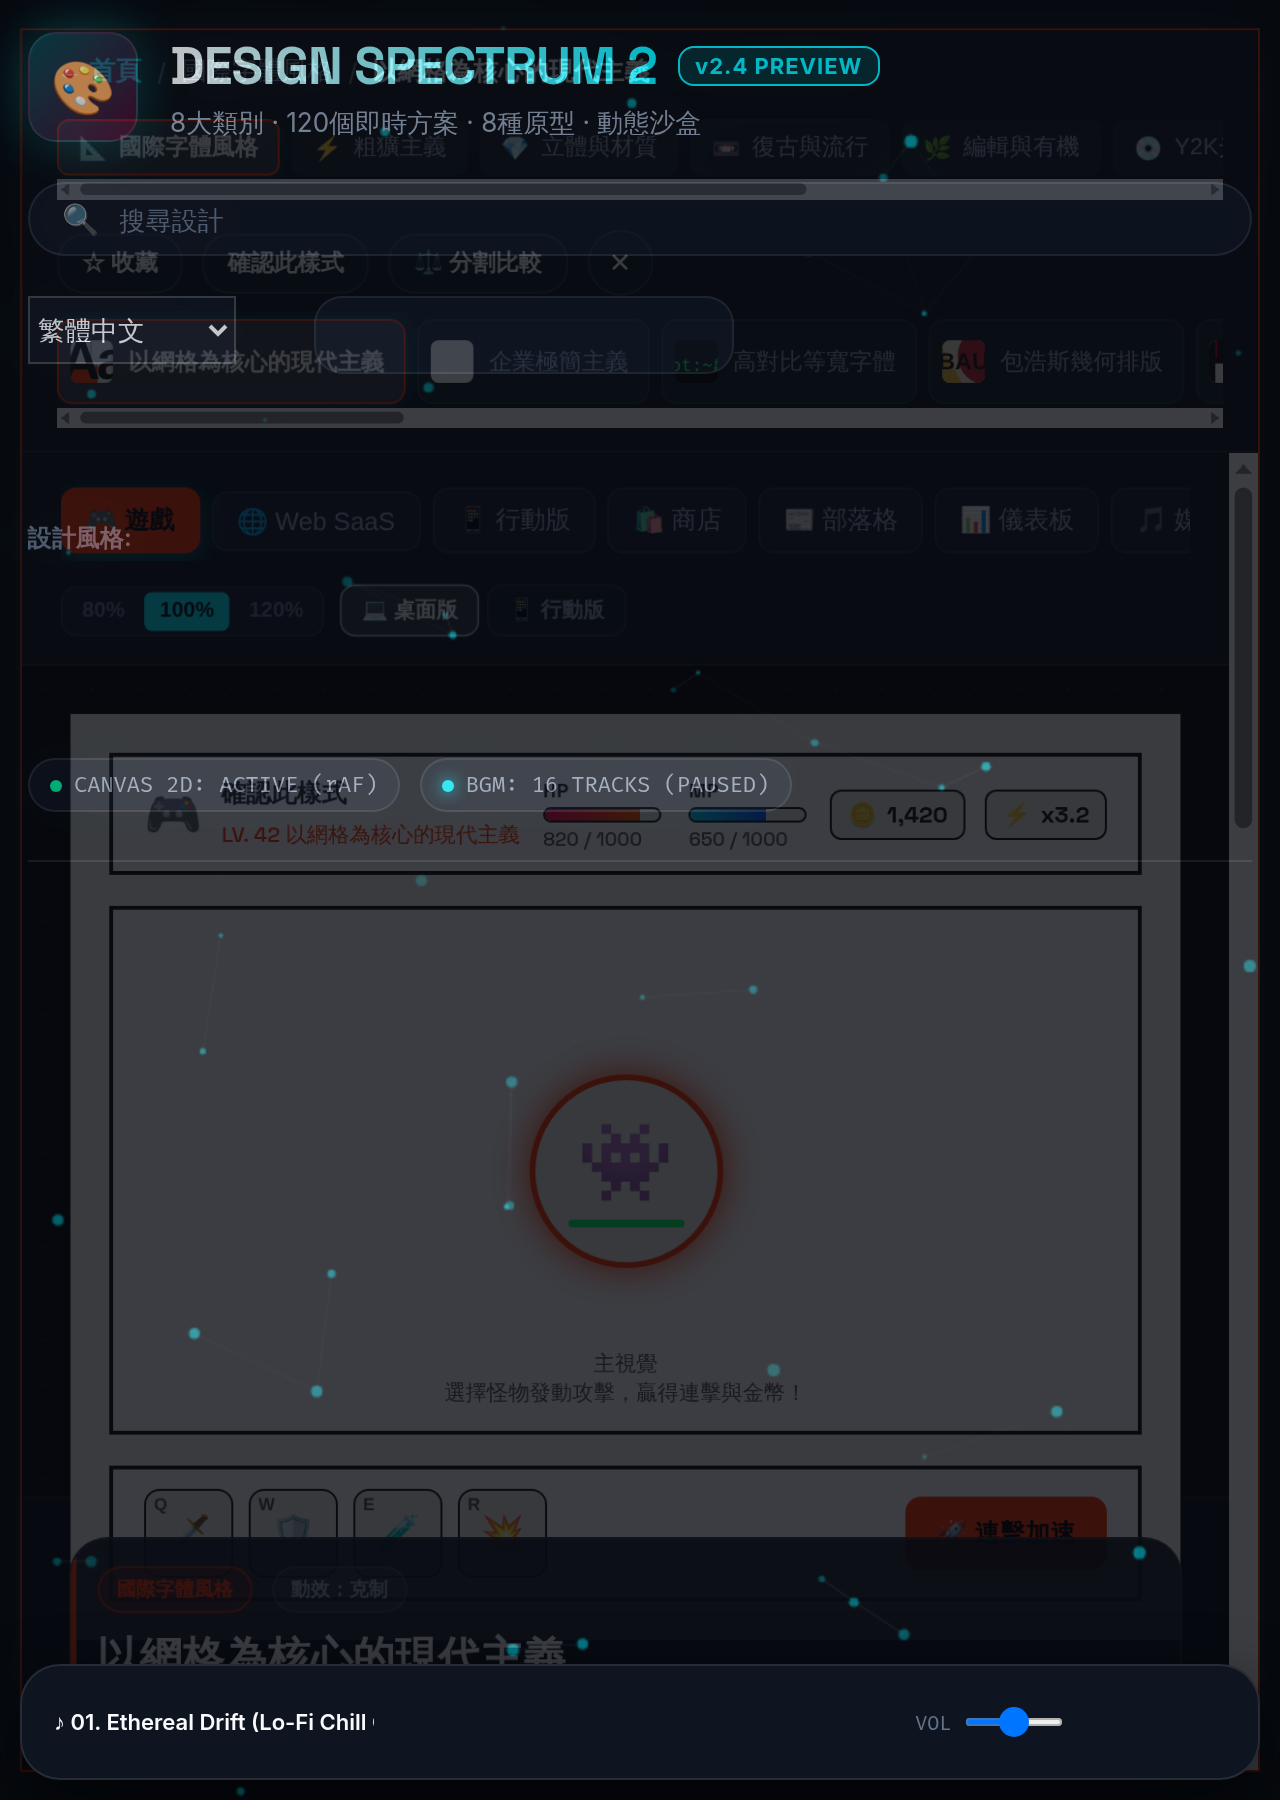 DESIGN SPECTRUM 2
v2.4 PREVIEW
首頁 /
8大類別 · 120個即時方案 · 8種原型 · 動態沙盒
國際字體風格
粗獷主義
立體與材質
復古與流行
編輯與有機
Y2K
搜尋設計
☆ 收藏
確認此樣式
分割比較
✕
繁體中文
Aa
以網格為核心的現代主義
企業極簡主義
高對比等寬字體
BAU
包浩斯幾何排版
設計風格:
遊戲
Web SaaS
行動版
商店
部落格
儀表板
80%
100%
120%
桌面版
行動版
CANVAS 2D: ACTIVE (rAF)
BGM: 16 TRACKS (PAUSED)
確認此樣式
HP
MP
LV. 42 以網格為核心的現代主義
820 / 1000
650 / 1000
1,420
x3.2
主視覺
選擇怪物發動攻擊，贏得連擊與金幣！
Q
W
E
R
連擊加速
國際字體風格
動效：克制
以網格為核心的現代主義
♪ 01. Ethereal Drift (Lo-Fi Chill
VOL